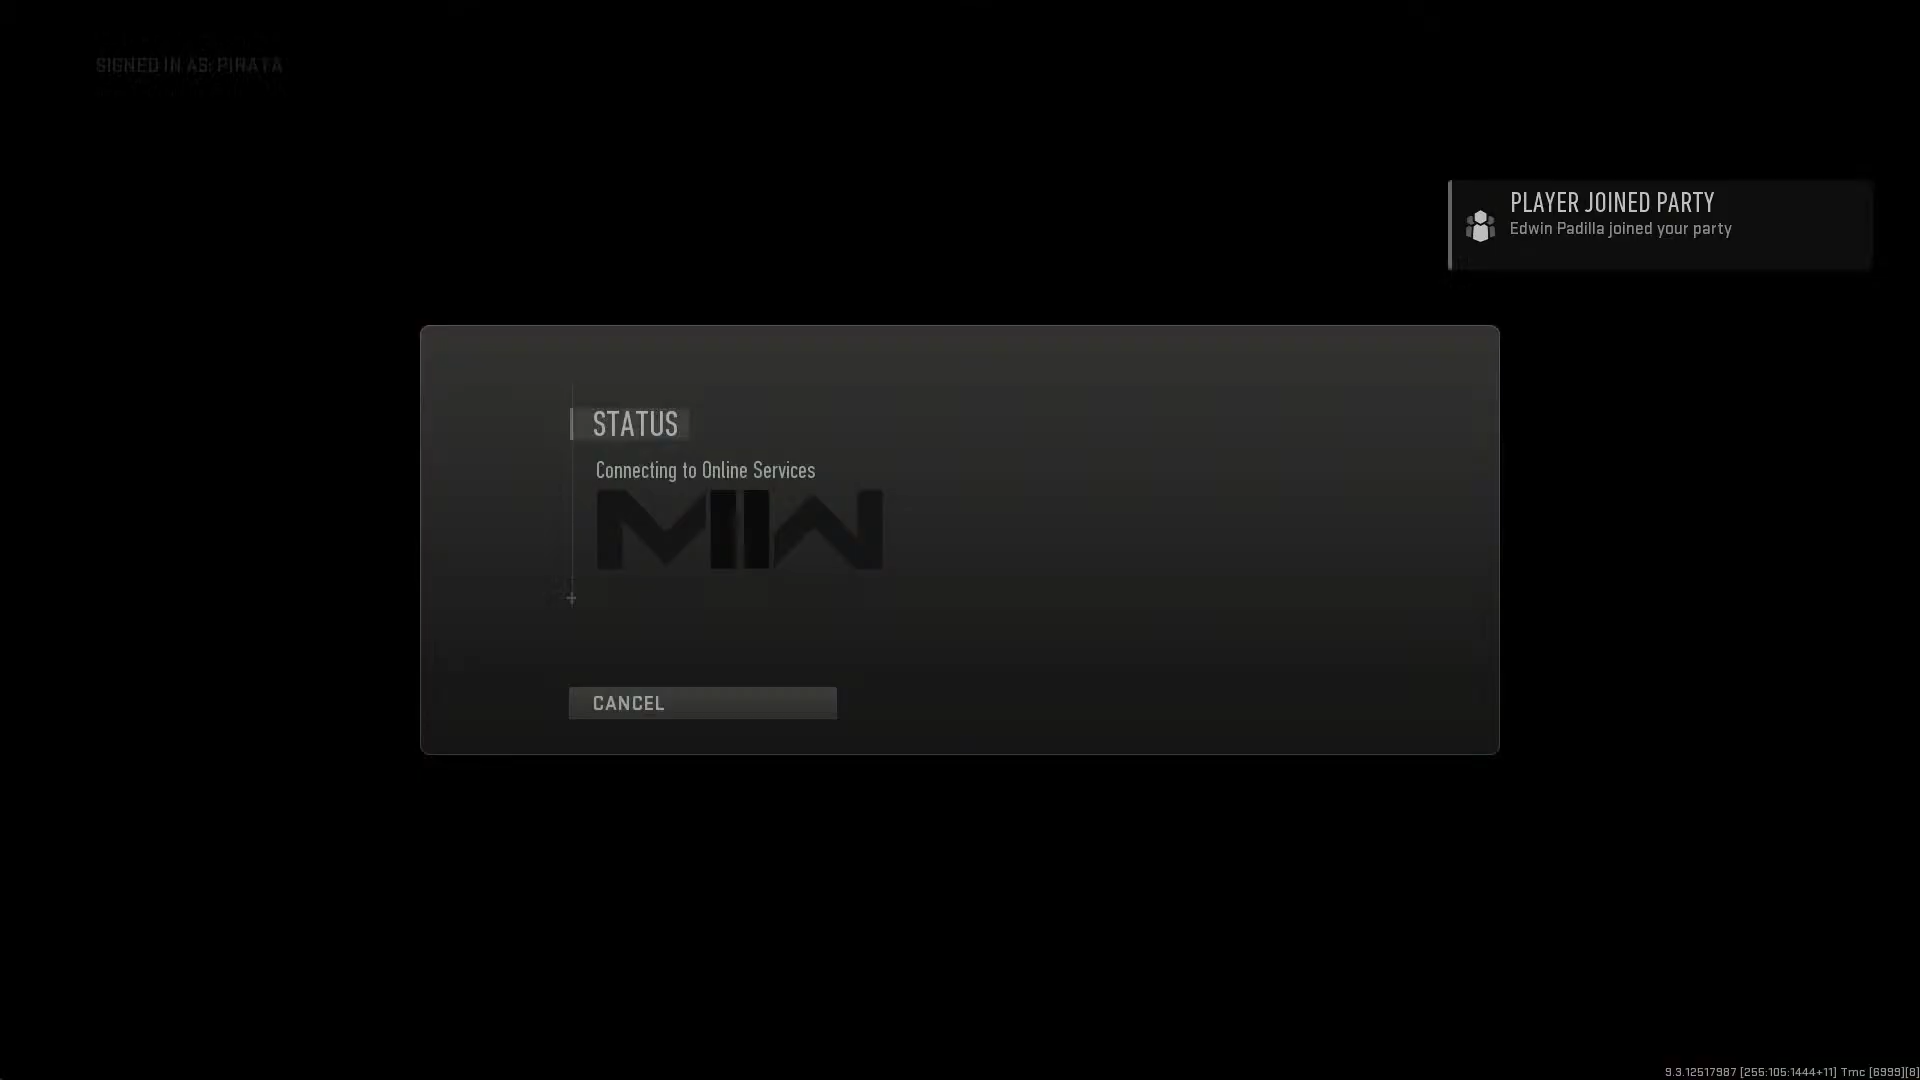 SIGNED IN AS: PIRATA
PLAYER JOINED PARTY
Edwin Padilla joined your party
STATUS
Connecting to Online Services
MIIW
CANCEL
9.3.12517987 [255:105:1444+11] Tmc [6999][8]